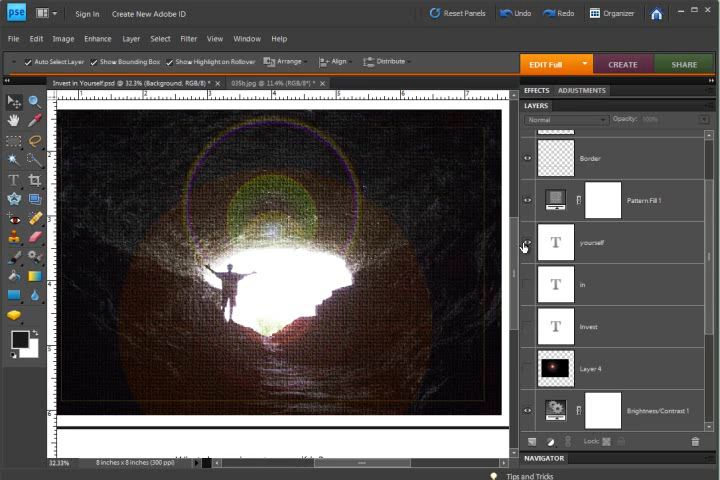 pse Sign In Create New Adobe ID Reset Panels Undo Redo Organizer
File Edit Image Enhance Layer Select Filter View Window Help
Auto Select Layer Show Bounding Box Show Highlight on Rollover Arrange Align Distribute EDIT Full CREATE SHARE
Invest in Yourself.psd @ 32.3% (Background, RGB/8) * × 035b.jpg @ 11.4% (RGB/8*) * ×
EFFECTS ADJUSTMENTS
LAYERS
Normal Opacity: 100%
Border
Pattern Fill 1
yourself
in
Invest
Layer 4
Brightness/Contrast 1
Lock:
NAVIGATOR
32.33% 8 inches x 8 inches (300 ppi)
Tips and Tricks